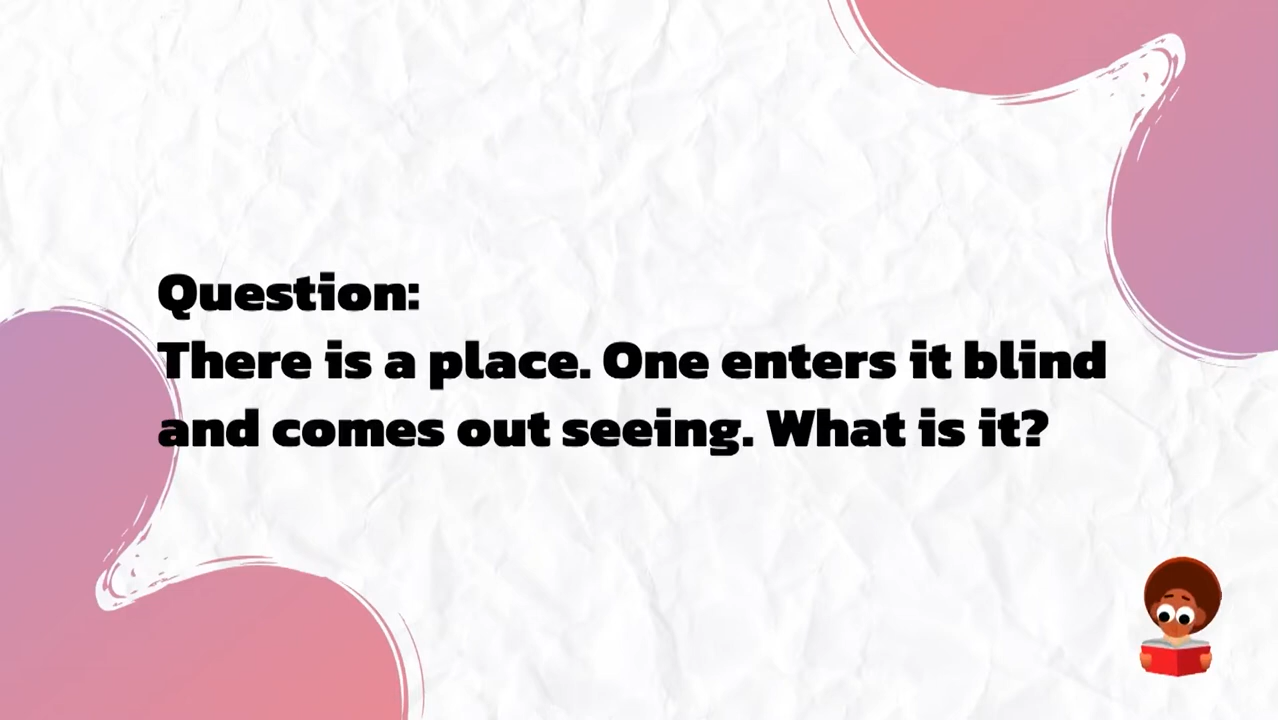 Question:
There is a place. One enters it blind
and comes out seeing. What is it?